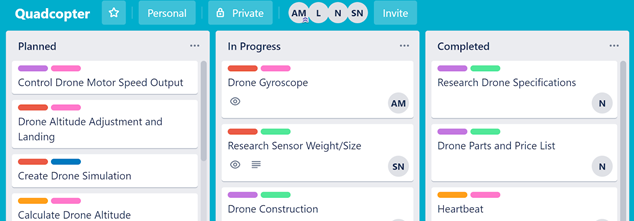 Quadcopter
Personal
Private
AM L N SN
Invite
Planned
Control Drone Motor Speed Output
Drone Altitude Adjustment and
Landing
Create Drone Simulation
Calculate Drone Altitude
In Progress
Drone Gyroscope
AM
Research Sensor Weight/Size
SN
Drone Construction
Completed
Research Drone Specifications
N
Drone Parts and Price List
N
Heartbeat